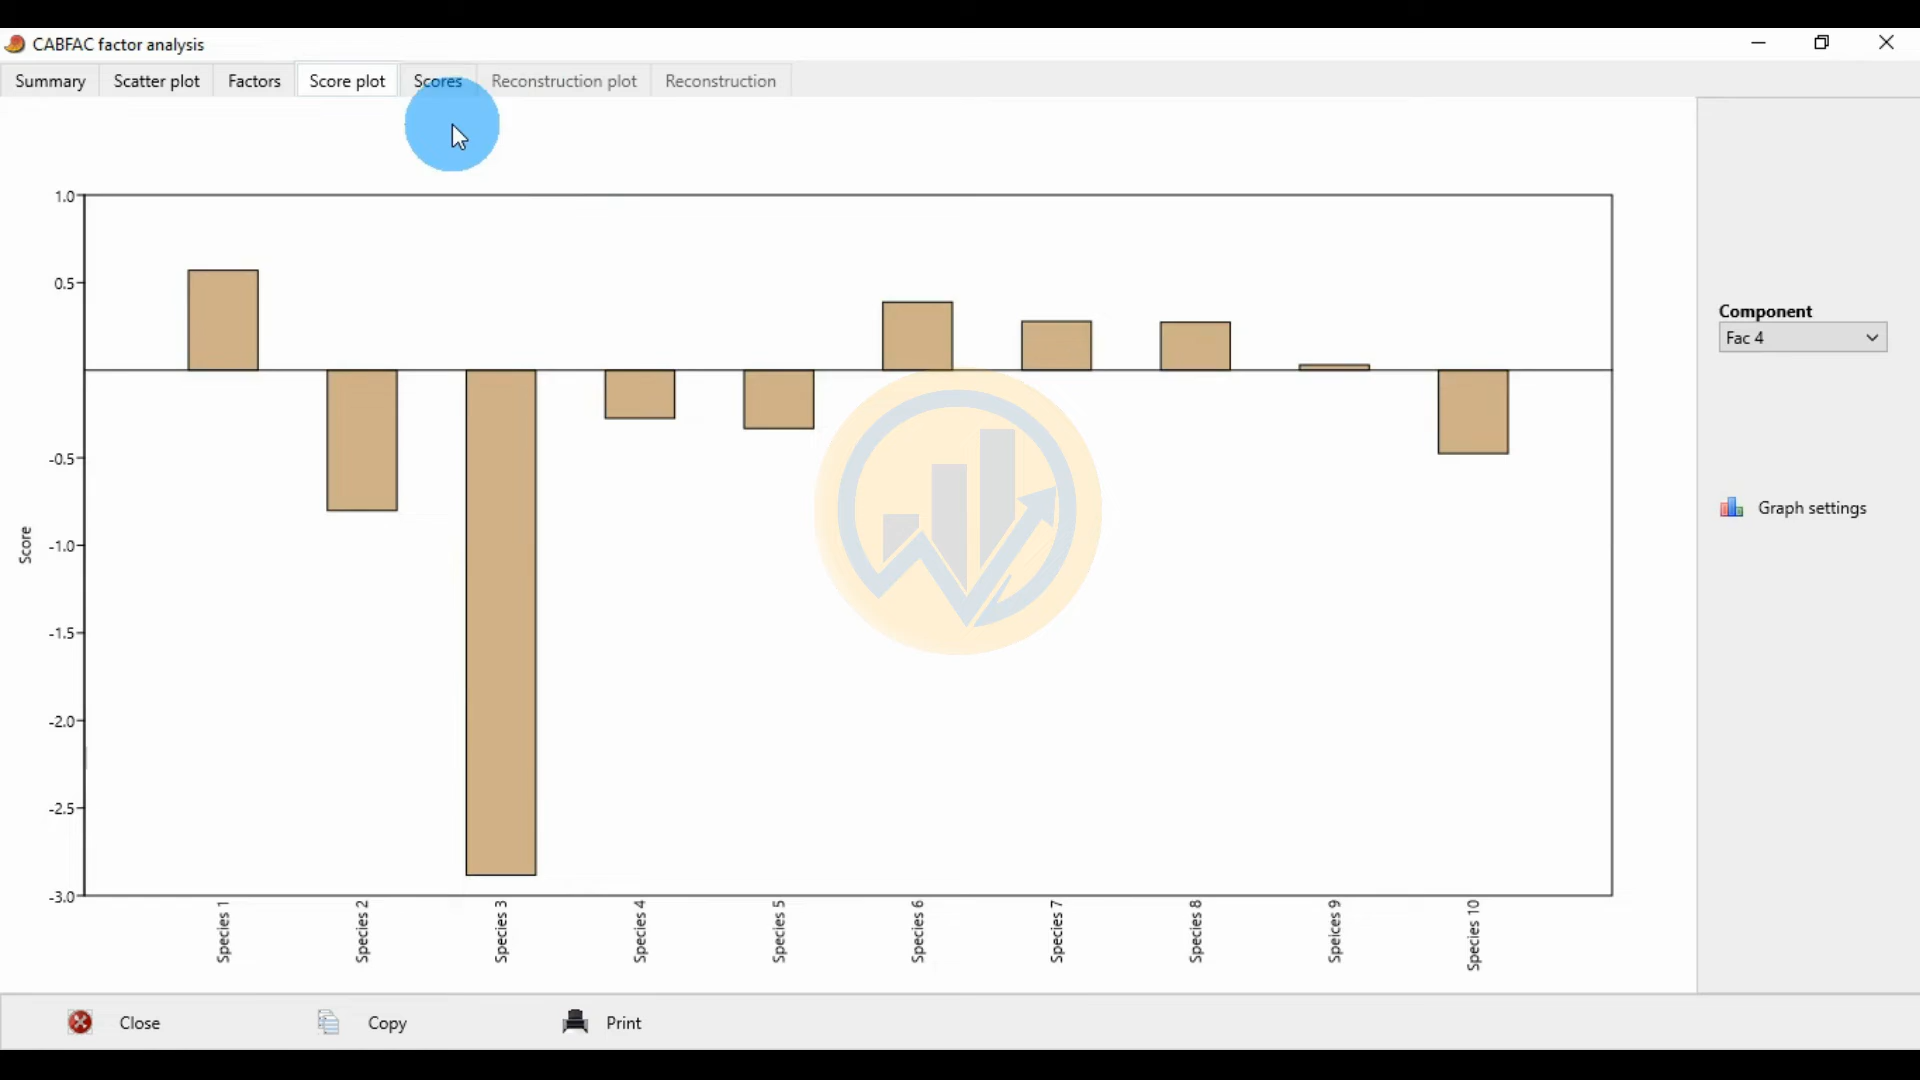 CABFAC factor analysis
Summary Scatter plot Factors Score plot Scores Reconstruction plot Reconstruction
1.0
0.5
-0.5
-1.0
-1.5
-2.0
-2.5
-3.0
Score
Species 1
Species 2
Species 3
Species 4
Species 5
Species 6
Species 7
Species 8
Speices 9
Species 10
Component
Fac 4
Graph settings
Close Copy Print